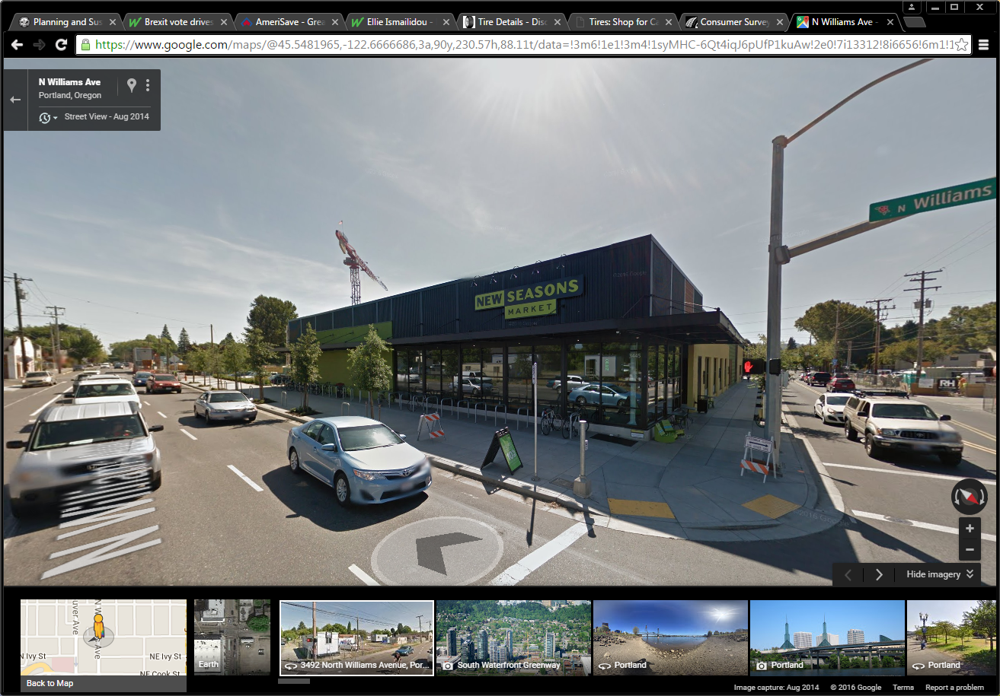 Planning and Sus
Brexit vote drives
AmeriSave - Grea
Ellie Ismailidou -
Tire Details - Disc
Tires: Shop for Ca
Consumer Survey
N Williams Ave -
https://www.google.com/maps/@45.5481965,-122.6666686,3a,90y,230.57h,88.11t/data=!3m6!1e1!3m4!1syMHC-6Qt4iqJ6pUfP1kuAw!2e0!7i13312!8i6656!6m1!1
N Williams Ave
Portland, Oregon
Street View - Aug 2014
N Williams
NEW SEASONS
MARKET
3445
RH
©2016 Google
N WILLIAMS
Hide imagery
N W
uver Ave
Ave
N Ivy St
NE Ivy St
NE Cook St
Back to Map
Earth
3492 North Williams Avenue, Por...
South Waterfront Greenway
Portland
Portland
Portland
Image capture: Aug 2014
© 2016 Google
Terms
Report a problem